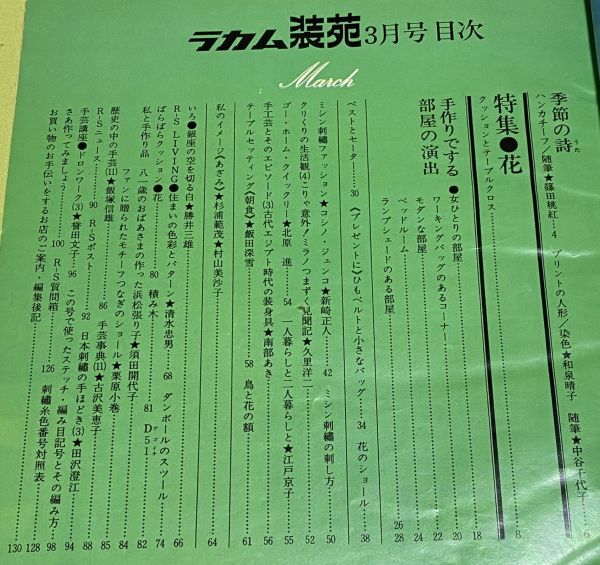 ラカム装苑3月号目次
March
季節の詩うた
ハンカチーフ/随筆★篠田桃紅…4 プリントの人形/染色★和泉晴子 随筆★中谷千代子…6
特集●花
クッションとテーブルクロス…8
手作りでする
部屋の演出
●女ひとりの部屋…18
ワーキングバッグのあるコーナー…20
モダンな部屋…22
ベッドルーム…24
ランプシェードのある部屋…26
ベストとセーター…30 〈プレゼントに〉ひもベルトと小さなバッグ…34 花のショール…38
ミシン刺繡ファッション★コシノ・ジュンコ★新崎正人…42 ミシン刺繡の刺し方…50
くりくりの生活観(4)こりゃ意外/ミラノつまずく見聞記★久里洋二…52
ゴー・ホーム・クイックリー★北原 進…54 一人暮らしと二人暮らしと★江戸京子…55
手工芸とそのエピソード(3)古代エジプト時代の装身具★南部あき…56
テーブルセッティング〈朝食〉★飯田深雪…58 鳥と花の額…61
私のイメージ〈あざみ〉★杉浦範茂★村山美沙子…64
いろ●銀座の空を切る白★勝井三雄…66
R-S LIVING●住まいの色彩とパターン★清水忠男…68 ダンボールのスツール…74
ばらばらクッション●花…80 積み木…81 D51…82
私と手作り品 八一歳のおばあさまの作った浜松張り子★須田開代子…84
ファンに贈られたモチーフつなぎのショール★栗原小巻…85
歴史の中の手芸(11)★飯塚信雄…86 手芸事典(11)★古沢美恵子…88
R-Sニュース…90 R-Sポスト…92 日本刺繡の手ほどき(3)★田沢澄江…94
手芸講座●ドロンワーク(3)★誉田文子…96 この号で使ったステッチ・編み目記号とその編み方…98
さあ作ってみましょう…100 R-S質問箱…126 刺繡糸色番号対照表…128
お買い物のお手伝いをするお店のご案内・編集後記…130